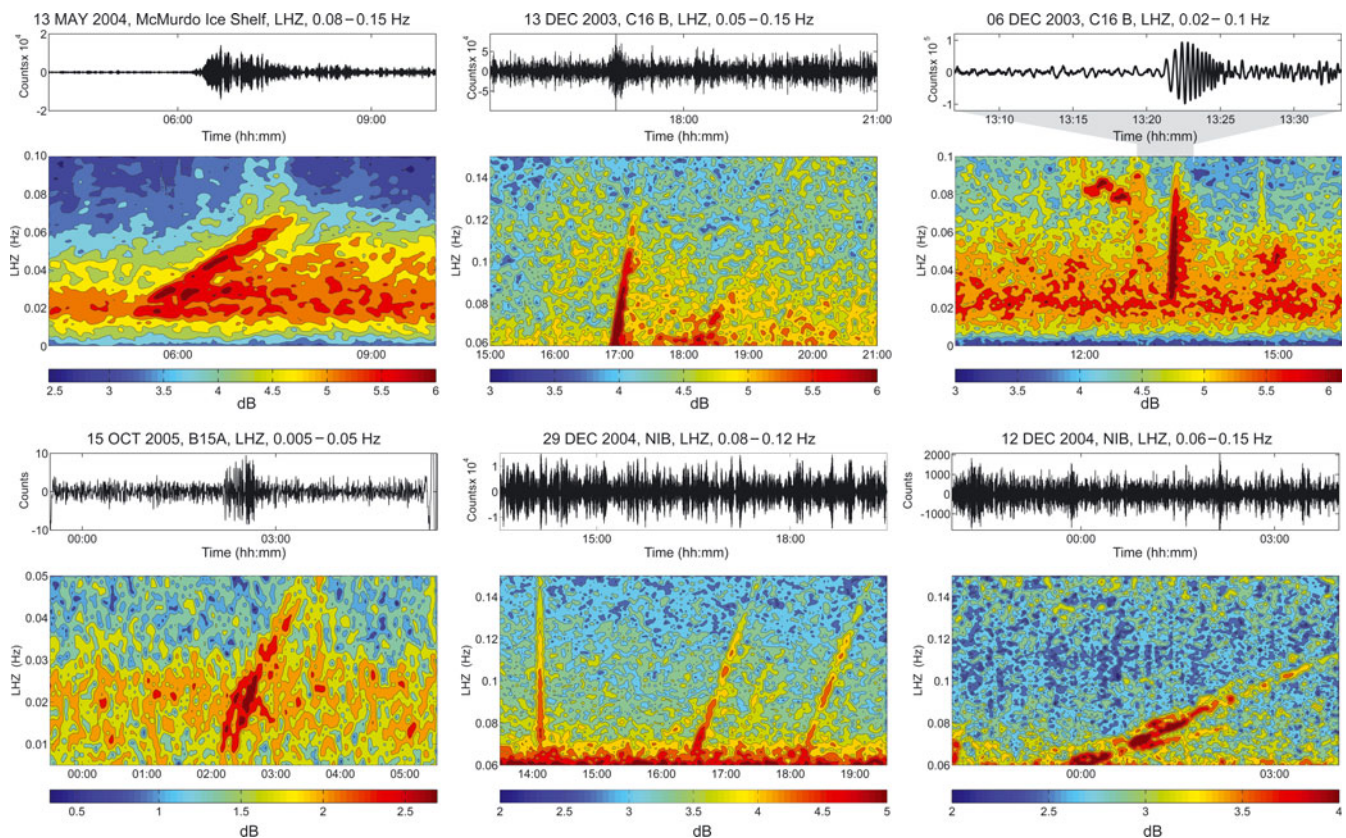 13 MAY 2004, McMurdo Ice Shelf, LHZ, 0.08–0.15 Hz
Counts x 10⁴
2
0
-2
06:00 09:00
Time (hh:mm)
LHZ (Hz)
0.10
0.08
0.06
0.04
0.02
0
06:00 09:00
2.5 3 3.5 4 4.5 5 5.5 6
dB
13 DEC 2003, C16 B, LHZ, 0.05–0.15 Hz
Counts x 10⁴
5
0
-5
18:00 21:00
Time (hh:mm)
LHZ (Hz)
0.14
0.12
0.1
0.08
0.06
15:00 16:00 17:00 18:00 19:00 20:00 21:00
3 3.5 4 4.5 5 5.5 6
dB
06 DEC 2003, C16 B, LHZ, 0.02–0.1 Hz
Counts x 10⁵
1
0
-1
13:10 13:15 13:20 13:25 13:30
Time (hh:mm)
LHZ (Hz)
0.1
0.08
0.06
0.04
0.02
0
12:00 15:00
3 3.5 4 4.5 5 5.5 6
dB
15 OCT 2005, B15A, LHZ, 0.005–0.05 Hz
Counts
10
0
-10
00:00 03:00
Time (hh:mm)
LHZ (Hz)
0.05
0.04
0.03
0.02
0.01
00:00 01:00 02:00 03:00 04:00 05:00
0.5 1 1.5 2 2.5
dB
29 DEC 2004, NIB, LHZ, 0.08–0.12 Hz
Counts x 10⁴
1
0
-1
15:00 18:00
Time (hh:mm)
LHZ (Hz)
0.14
0.12
0.1
0.08
0.06
14:00 15:00 16:00 17:00 18:00 19:00
2 2.5 3 3.5 4 4.5 5
dB
12 DEC 2004, NIB, LHZ, 0.06–0.15 Hz
Counts
2000
1000
0
-1000
00:00 03:00
Time (hh:mm)
LHZ (Hz)
0.14
0.12
0.1
0.08
0.06
00:00 03:00
2 2.5 3 3.5 4
dB